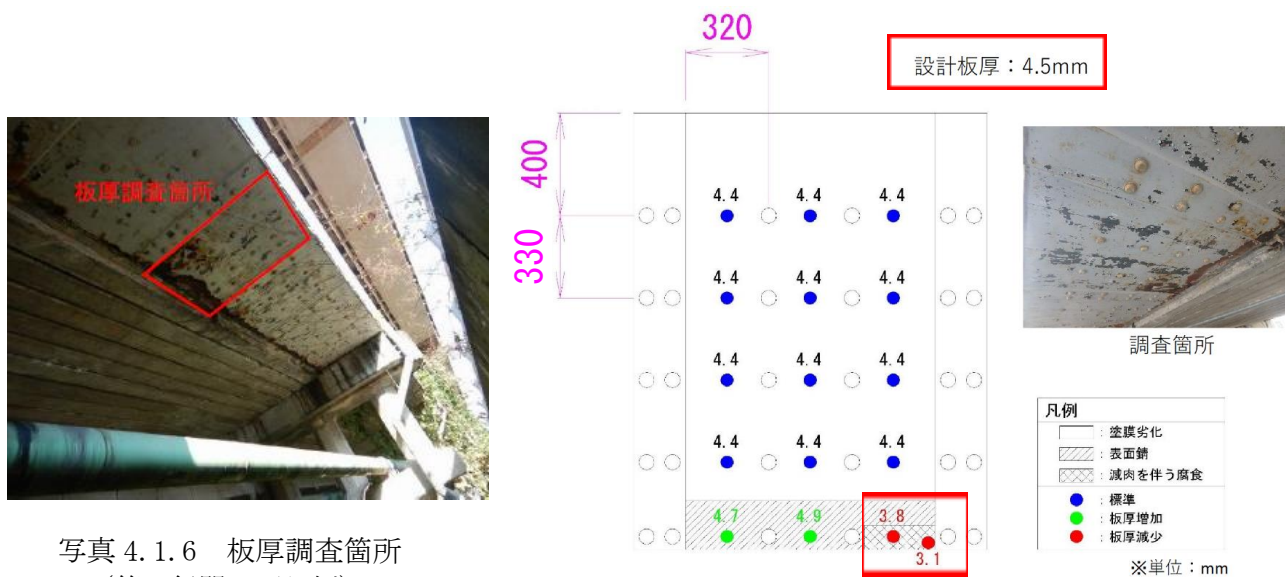 板厚調査箇所
写真 4.1.6 板厚調査箇所
320
設計板厚：4.5mm
400
330
4.4 4.4 4.4
4.4 4.4 4.4
4.4 4.4 4.4
4.4 4.4 4.4
4.7 4.9 3.8
3.1
調査箇所
凡例
：塗膜劣化
：表面錆
：減肉を伴う腐食
：標準
：板厚増加
：板厚減少
※単位：mm